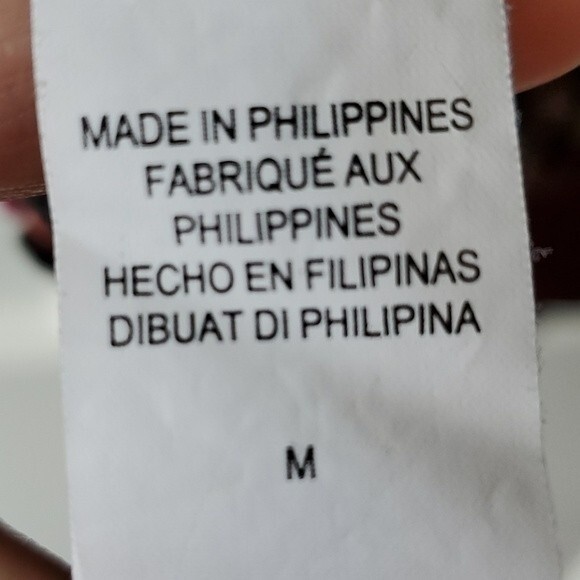 MADE IN PHILIPPINES
FABRIQUÉ AUX
PHILIPPINES
HECHO EN FILIPINAS
DIBUAT DI PHILIPINA
M